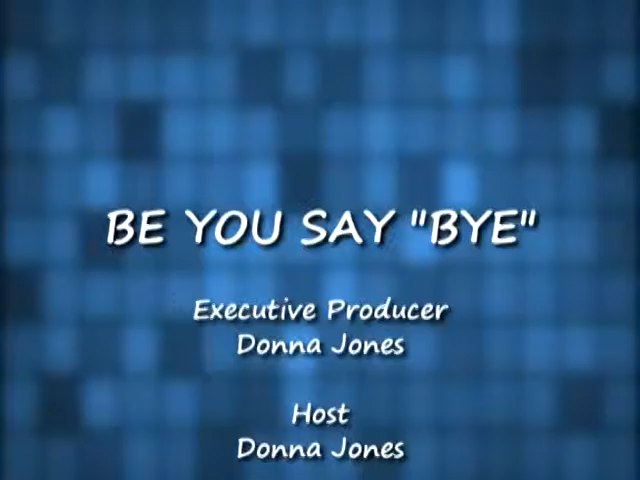 BE YOU SAY "BYE"
Executive Producer
Donna Jones
Host
Donna Jones